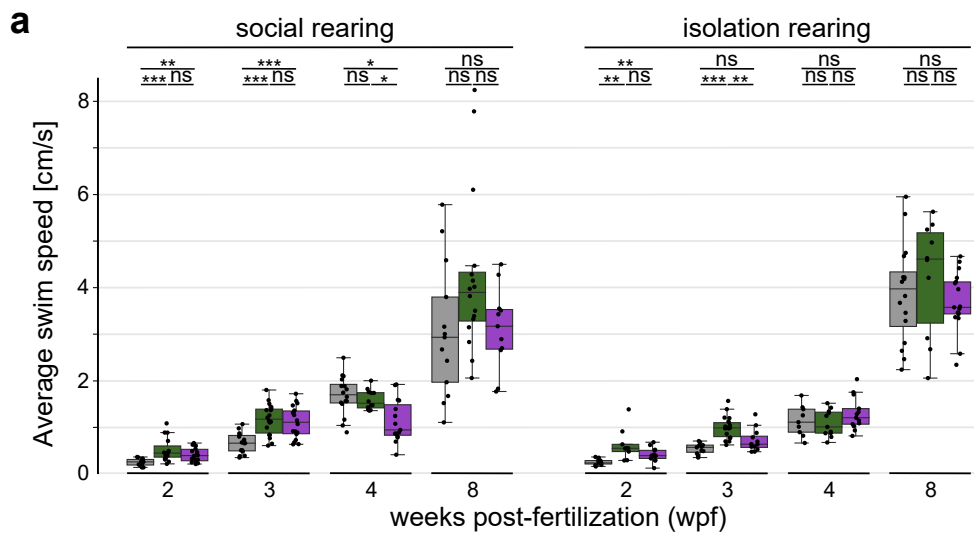 a
social rearing isolation rearing
** *** * ns ** ns ns ns
*** ns *** ns ns * ns ns * ns *** ** ns ns ns ns
Average swim speed [cm/s]
8
6
4
2
0
2 3 4 8 2 3 4 8
weeks post-fertilization (wpf)